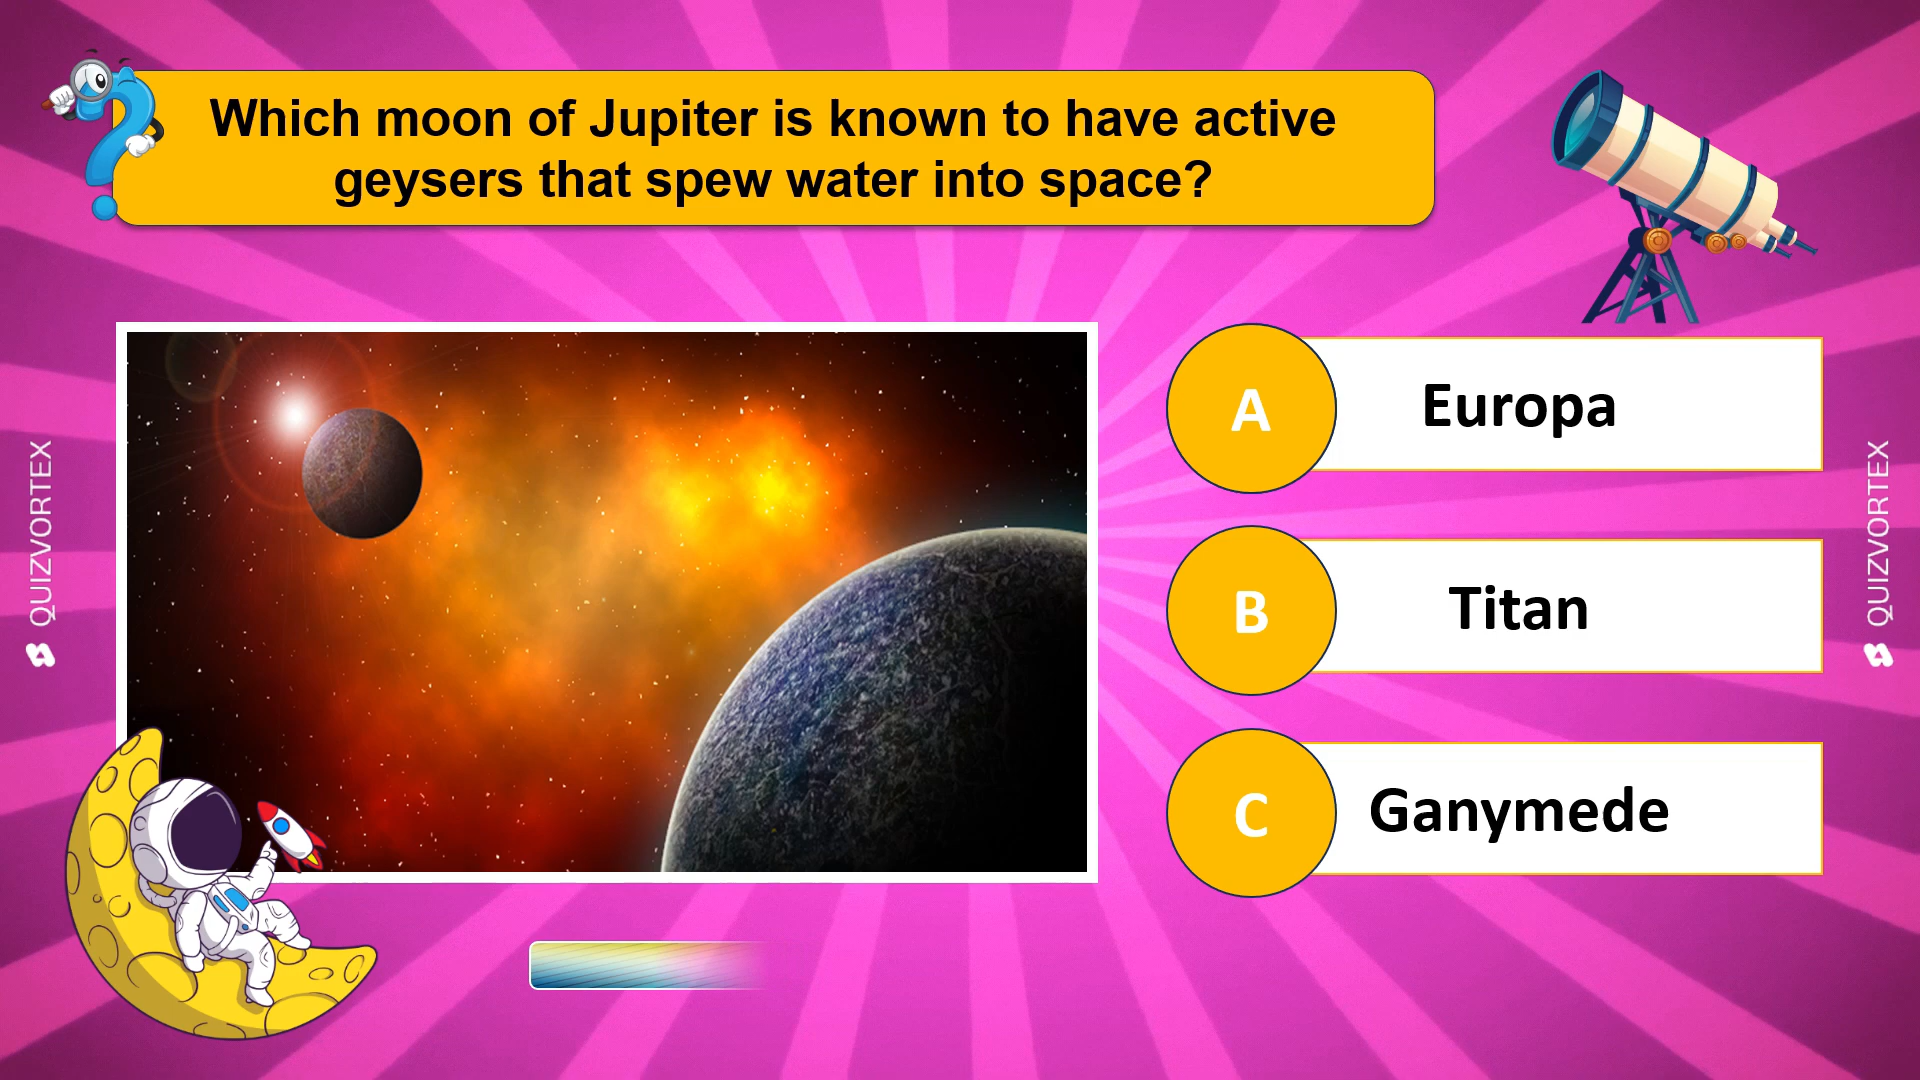 Which moon of Jupiter is known to have active
geysers that spew water into space?
A Europa
B Titan
C Ganymede
QUIZVORTEX
QUIZVORTEX